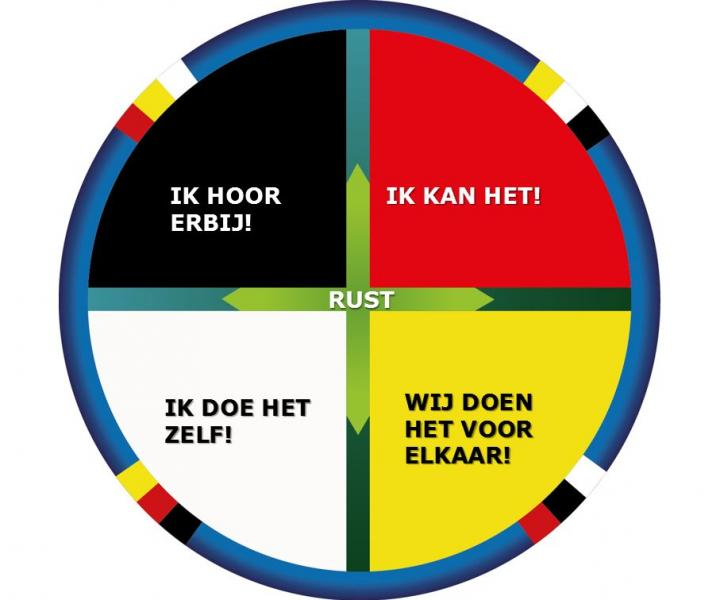 IK HOOR
ERBIJ!
IK KAN HET!
RUST
IK DOE HET
ZELF!
WIJ DOEN
HET VOOR
ELKAAR!